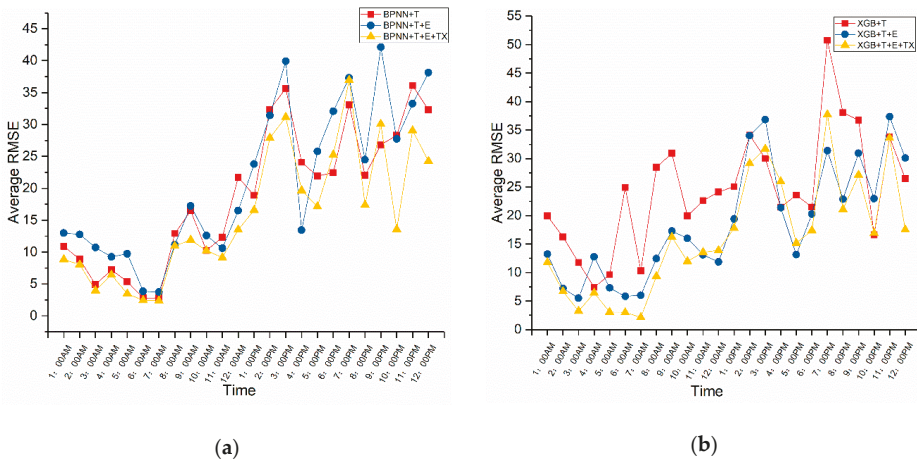 BPNN+T
BPNN+T+E
BPNN+T+E+TX
Average RMSE
45
40
35
30
25
20
15
10
5
0
1：00AM
2：00AM
3：00AM
4：00AM
5：00AM
6：00AM
7：00AM
8：00AM
9：00AM
10：00AM
11：00AM
12：00AM
1：00PM
2：00PM
3：00PM
4：00PM
5：00PM
6：00PM
7：00PM
8：00PM
9：00PM
10：00PM
11：00PM
12：00PM
Time
(a)
XGB+T
XGB+T+E
XGB+T+E+TX
Average RMSE
55
50
45
40
35
30
25
20
15
10
5
0
1：00AM
2：00AM
3：00AM
4：00AM
5：00AM
6：00AM
7：00AM
8：00AM
9：00AM
10：00AM
11：00AM
12：00AM
1：00PM
2：00PM
3：00PM
4：00PM
5：00PM
6：00PM
7：00PM
8：00PM
9：00PM
10：00PM
11：00PM
12：00PM
Time
(b)